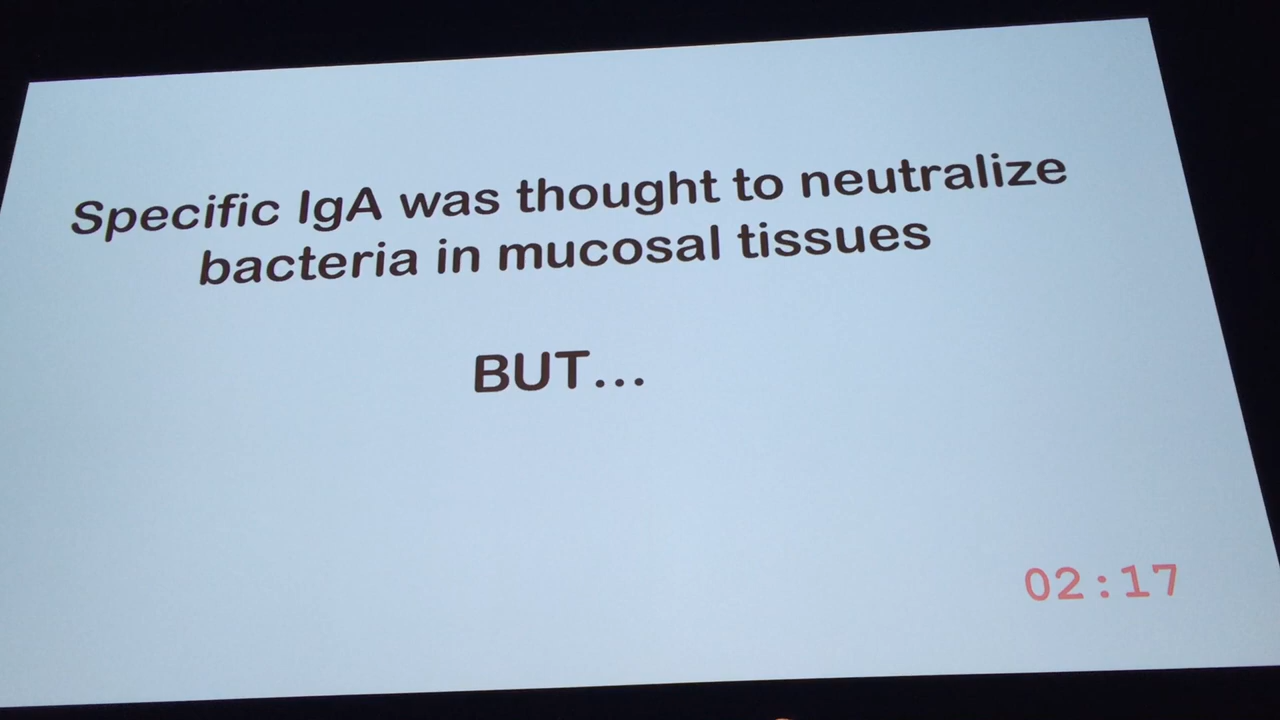 Specific IgA was thought to neutralize
bacteria in mucosal tissues
BUT...
02:17